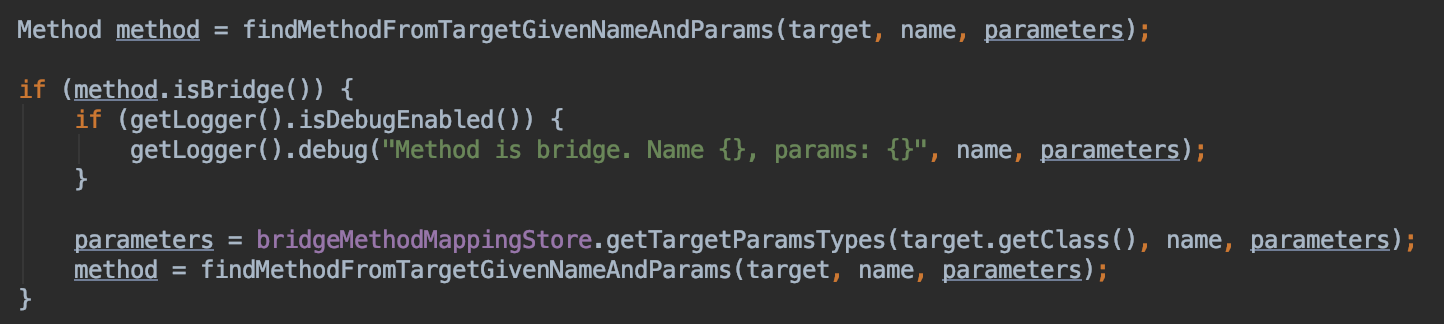 Method method = findMethodFromTargetGivenNameAndParams(target, name, parameters);
if (method.isBridge()) {
if (getLogger().isDebugEnabled()) {
getLogger().debug("Method is bridge. Name {}, params: {}", name, parameters);
}
parameters = bridgeMethodMappingStore.getTargetParamsTypes(target.getClass(), name, parameters);
method = findMethodFromTargetGivenNameAndParams(target, name, parameters);
}